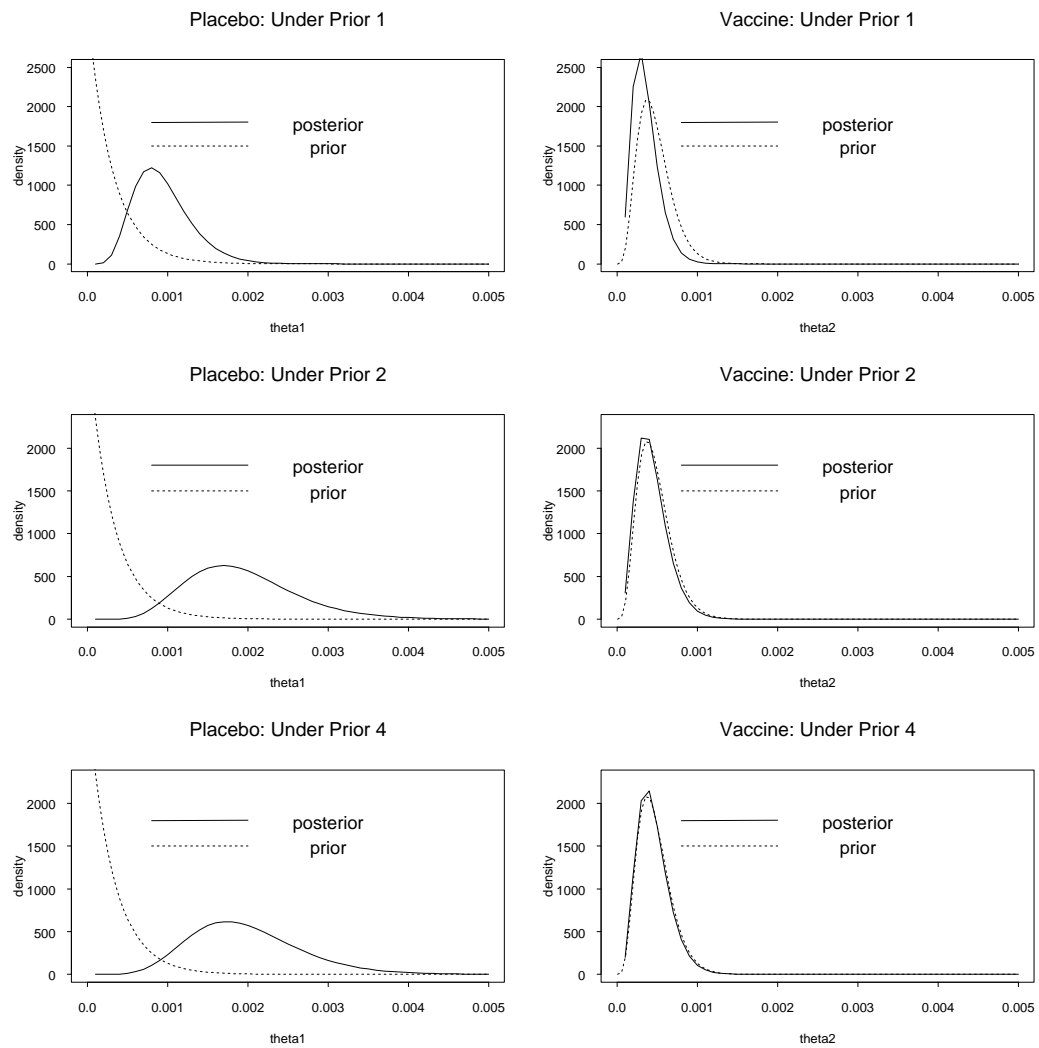 Placebo: Under Prior 1
density
2500
2000
1500
1000
500
0
posterior
prior
0.0 0.001 0.002 0.003 0.004 0.005
theta1
Vaccine: Under Prior 1
density
2500
2000
1500
1000
500
0
posterior
prior
0.0 0.001 0.002 0.003 0.004 0.005
theta2
Placebo: Under Prior 2
density
2000
1500
1000
500
0
posterior
prior
0.0 0.001 0.002 0.003 0.004 0.005
theta1
Vaccine: Under Prior 2
density
2000
1500
1000
500
0
posterior
prior
0.0 0.001 0.002 0.003 0.004 0.005
theta2
Placebo: Under Prior 4
density
2000
1500
1000
500
0
posterior
prior
0.0 0.001 0.002 0.003 0.004 0.005
theta1
Vaccine: Under Prior 4
density
2000
1500
1000
500
0
posterior
prior
0.0 0.001 0.002 0.003 0.004 0.005
theta2